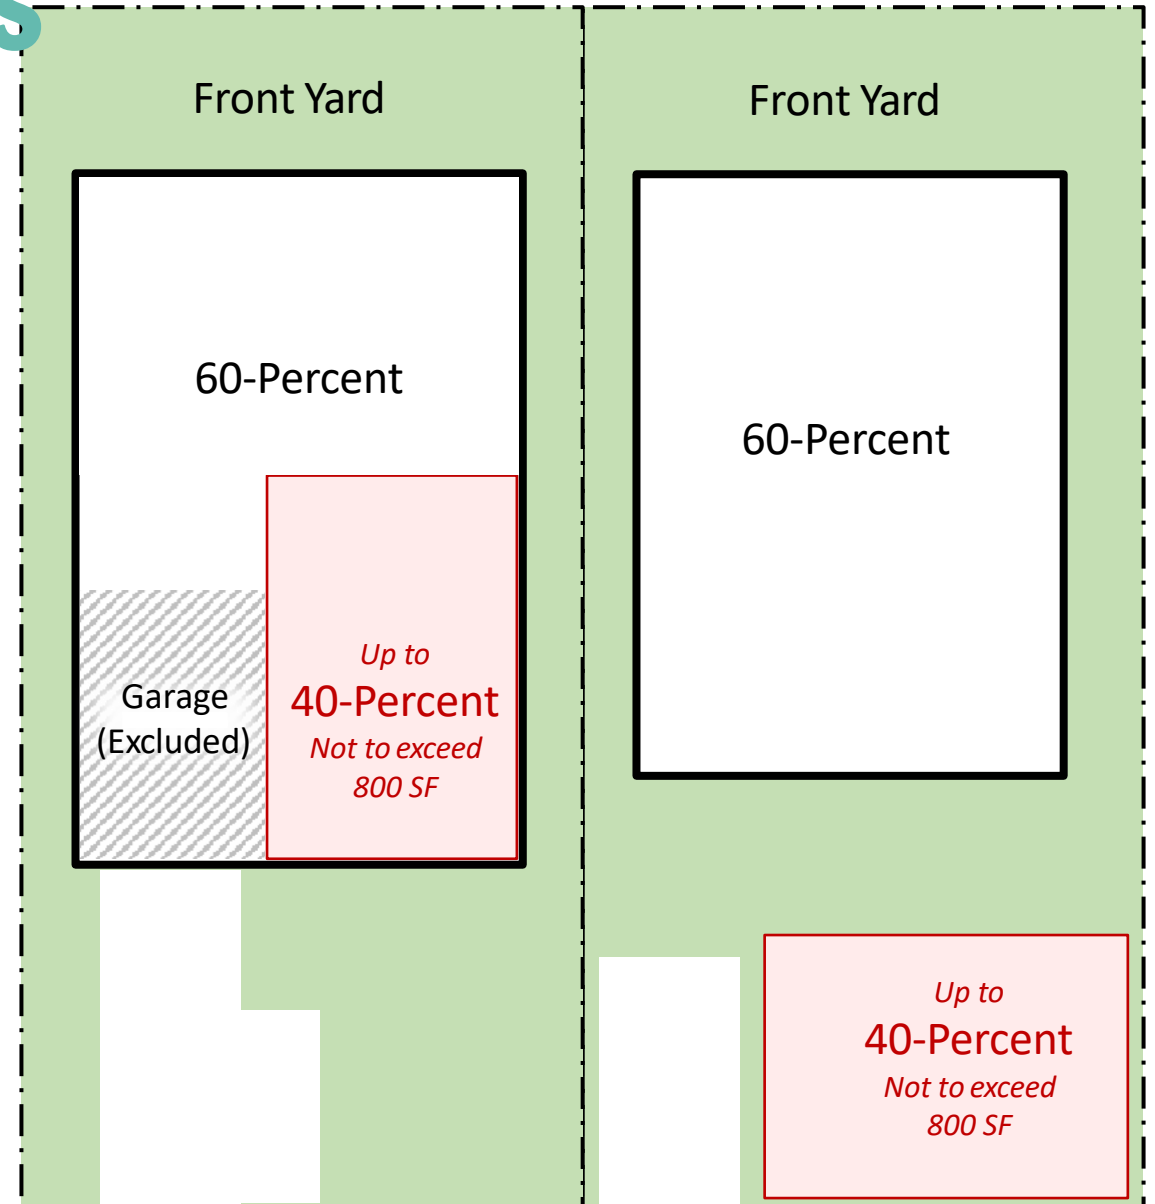 Front Yard
60-Percent
Garage
(Excluded)
Up to
40-Percent
Not to exceed
800 SF
Front Yard
60-Percent
Up to
40-Percent
Not to exceed
800 SF